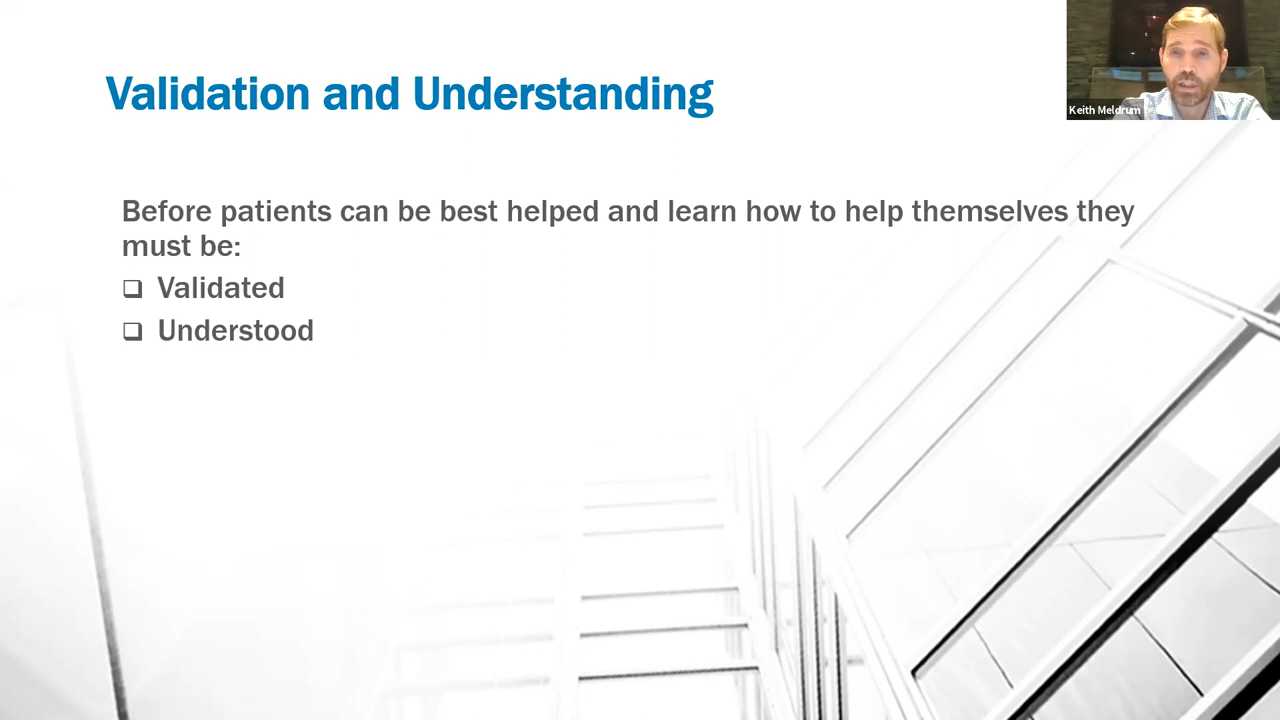 Validation and Understanding
Keith Meldrum
Before patients can be best helped and learn how to help themselves they
must be:
❑ Validated
❑ Understood